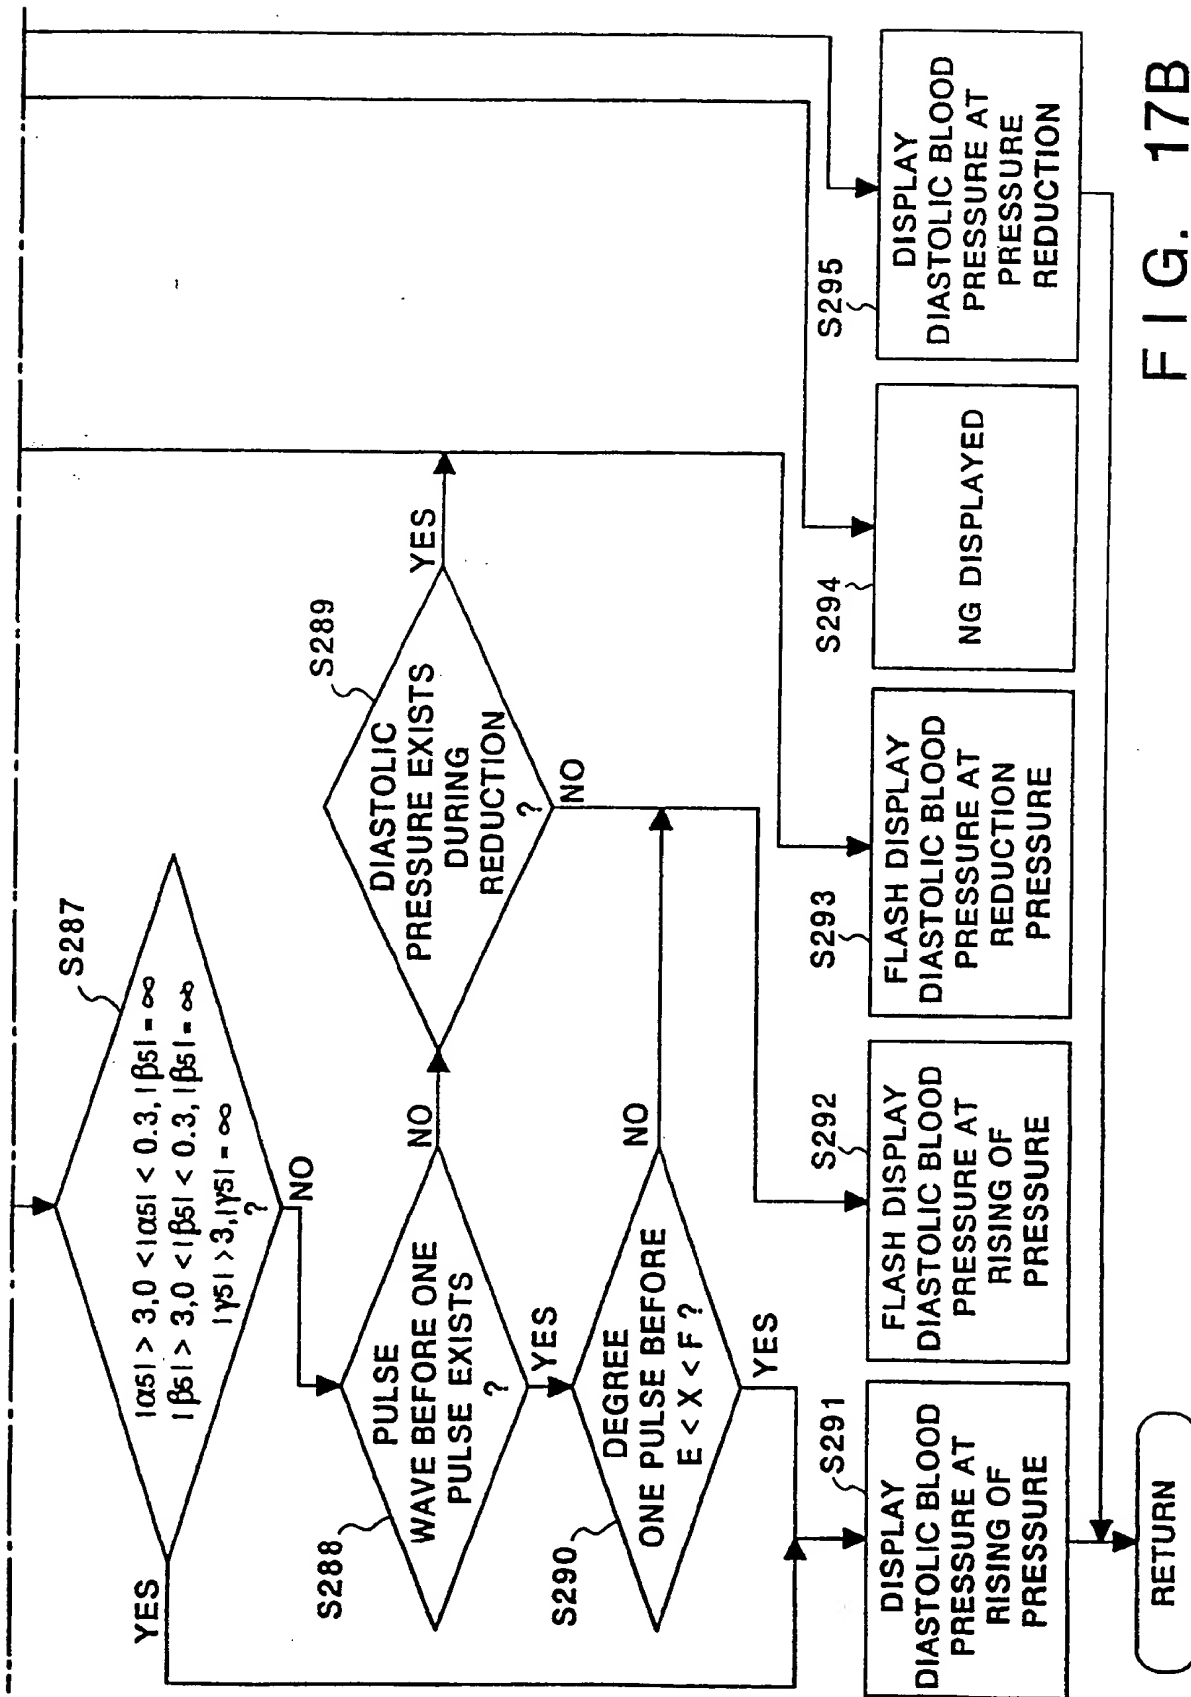 S287
|α5| > 3, 0 < |α5| < 0.3, |β5| = ∞
|β5| > 3, 0 < |β5| < 0.3, |β5| = ∞
|γ5| > 3, |γ5| = ∞
?
YES
NO
S288
PULSE
WAVE BEFORE ONE
PULSE EXISTS
?
NO
YES
S289
DIASTOLIC
PRESSURE EXISTS
DURING
REDUCTION
?
YES
NO
S290
DEGREE
ONE PULSE BEFORE
E < X < F ?
NO
YES
S291
DISPLAY
DIASTOLIC BLOOD
PRESSURE AT
RISING OF
PRESSURE
S292
FLASH DISPLAY
DIASTOLIC BLOOD
PRESSURE AT
RISING OF
PRESSURE
S293
FLASH DISPLAY
DIASTOLIC BLOOD
PRESSURE AT
REDUCTION
PRESSURE
S294
NG DISPLAYED
S295
DISPLAY
DIASTOLIC BLOOD
PRESSURE AT
PRESSURE
REDUCTION
RETURN
FIG. 17B